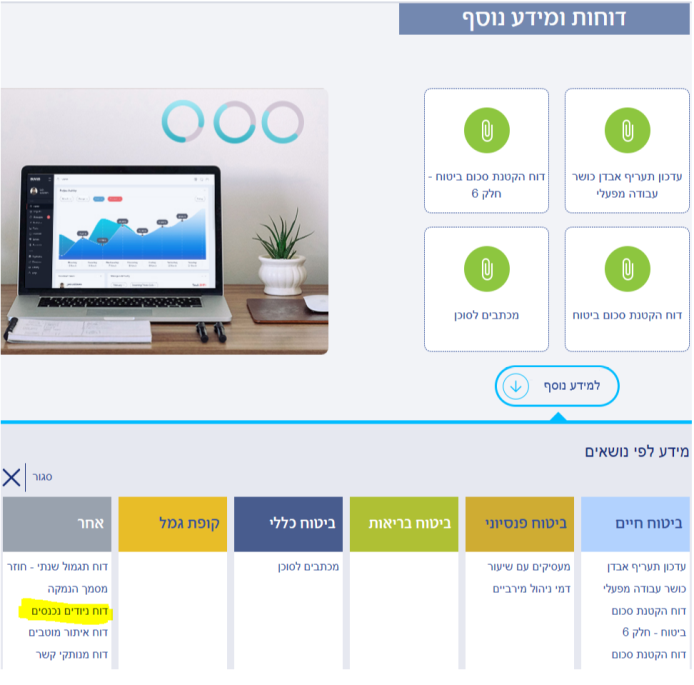 דוחות ומידע נוסף
עדכון תעריף אבדן כושר
עבודה מפעלי
דוח הקטנת סכום ביטוח -
חלק 6
דוח הקטנת סכום ביטוח
מכתבים לסוכן
למידע נוסף
מידע לפי נושאים
סגור
ביטוח חיים
עדכון תעריף אבדן
כושר עבודה מפעלי
דוח הקטנת סכום
ביטוח - חלק 6
דוח הקטנת סכום
ביטוח פנסיוני
מעסיקים עם שיעור
דמי ניהול מירביים
ביטוח בריאות
ביטוח כללי
מכתבים לסוכן
קופת גמל
אחר
דוח תגמול שנתי - חוזר
מסמך הנמקה
דוח ניודים נכנסים
דוח איתור מוטבים
דוח מנותקי קשר